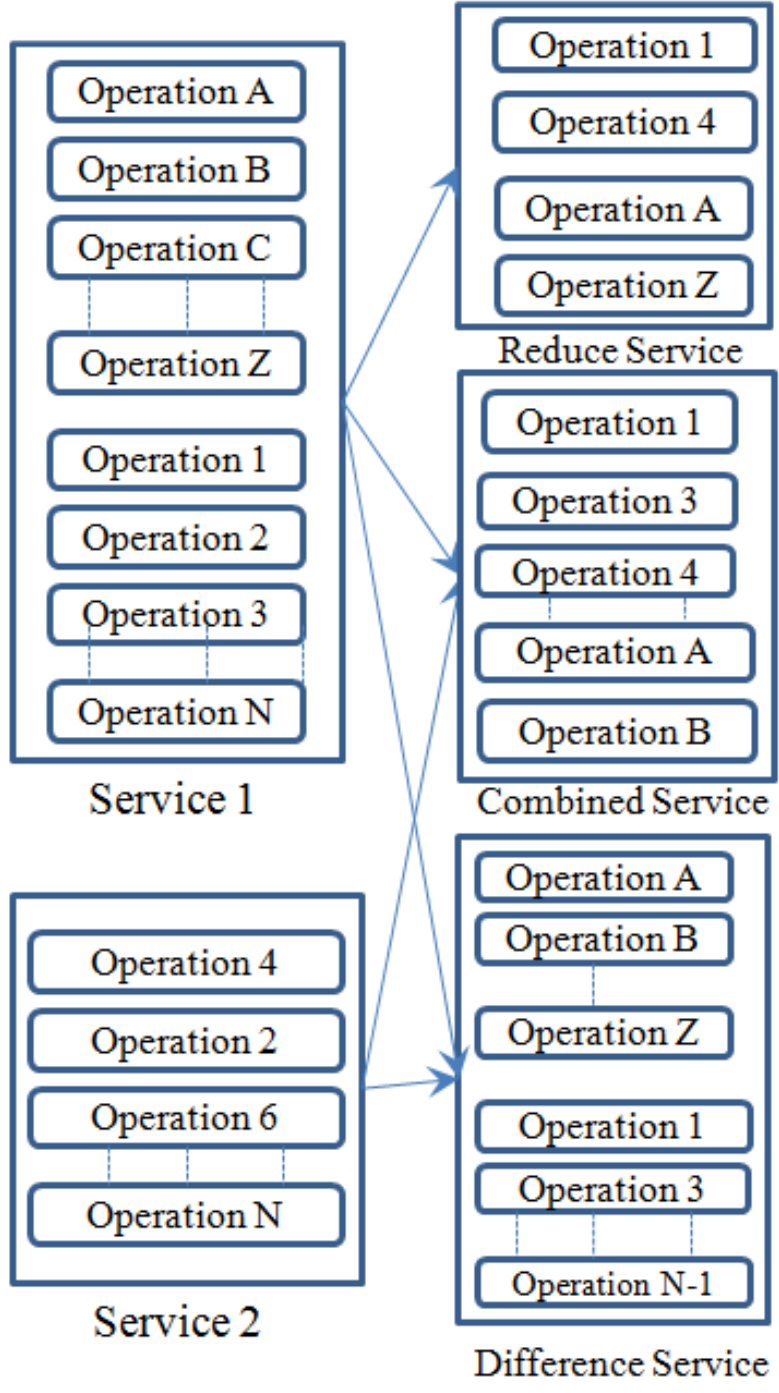 Operation A
Operation B
Operation C
Operation Z
Operation 1
Operation 2
Operation 3
Operation N
Service 1
Operation 4
Operation 2
Operation 6
Operation N
Service 2
Operation 1
Operation 4
Operation A
Operation Z
Reduce Service
Operation 1
Operation 3
Operation 4
Operation A
Operation B
Combined Service
Operation A
Operation B
Operation Z
Operation 1
Operation 3
Operation N-1
Difference Service